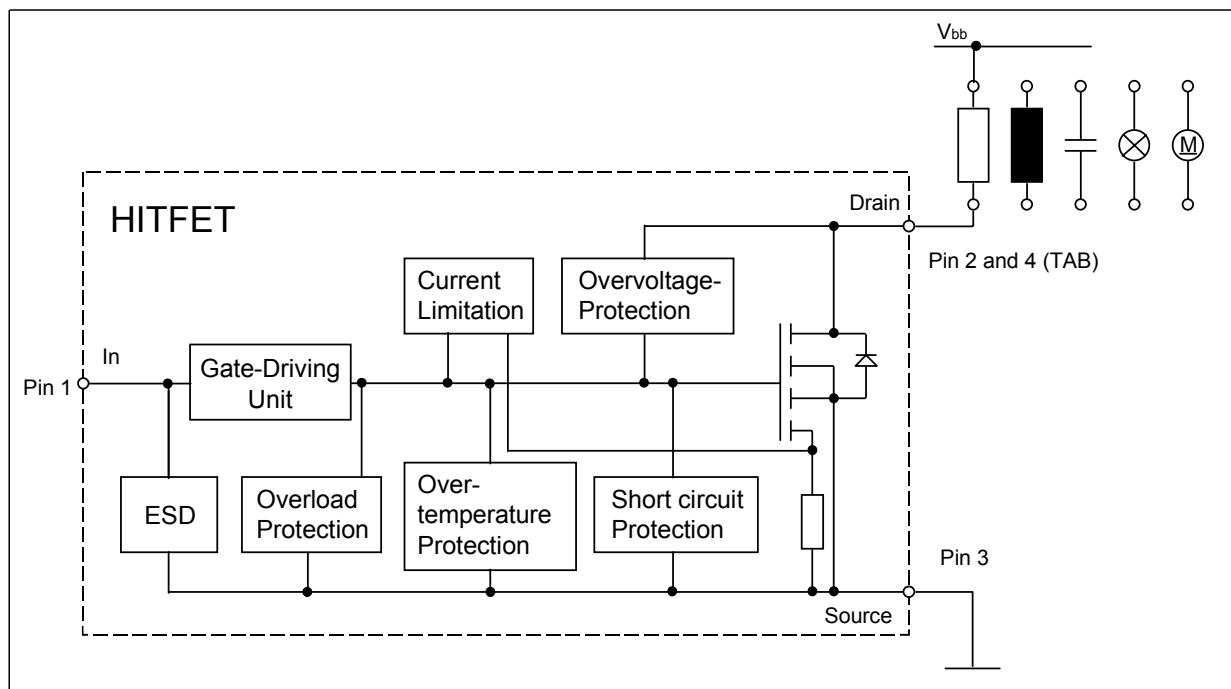 Vbb
M
HITFET
Drain
Pin 2 and 4 (TAB)
Current
Limitation
Overvoltage-
Protection
In
Pin 1
Gate-Driving
Unit
ESD
Overload
Protection
Over-
temperature
Protection
Short circuit
Protection
Pin 3
Source